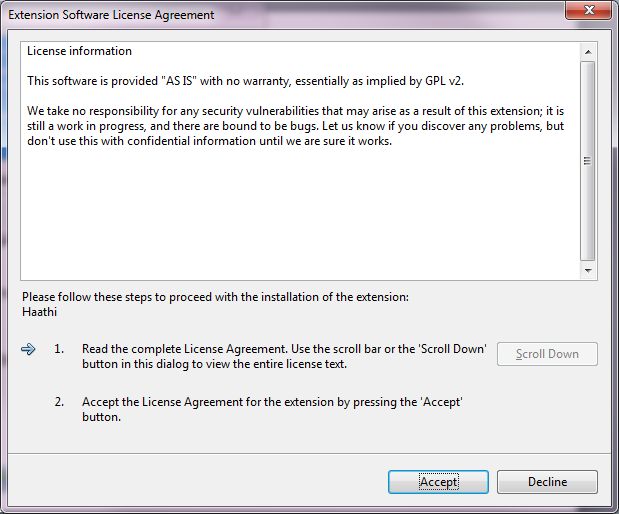 Extension Software License Agreement
License information
This software is provided "AS IS" with no warranty, essentially as implied by GPL v2.
We take no responsibility for any security vulnerabilities that may arise as a result of this extension; it is
still a work in progress, and there are bound to be bugs. Let us know if you discover any problems, but
don't use this with confidential information until we are sure it works.
Please follow these steps to proceed with the installation of the extension:
Haathi
1. Read the complete License Agreement. Use the scroll bar or the 'Scroll Down'
button in this dialog to view the entire license text.
Scroll Down
2. Accept the License Agreement for the extension by pressing the 'Accept'
button.
Accept
Decline